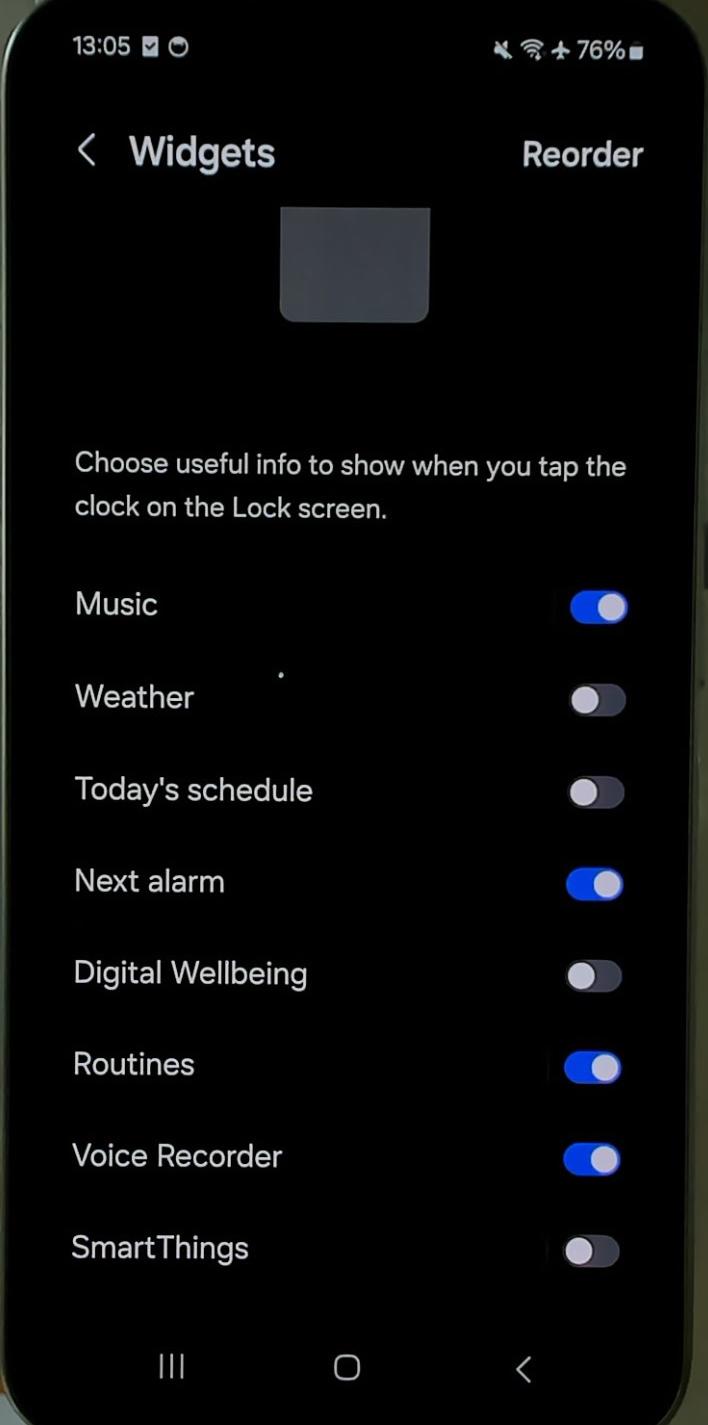 13:05 76%
Widgets Reorder
Choose useful info to show when you tap the
clock on the Lock screen.
Music
Weather
Today's schedule
Next alarm
Digital Wellbeing
Routines
Voice Recorder
SmartThings